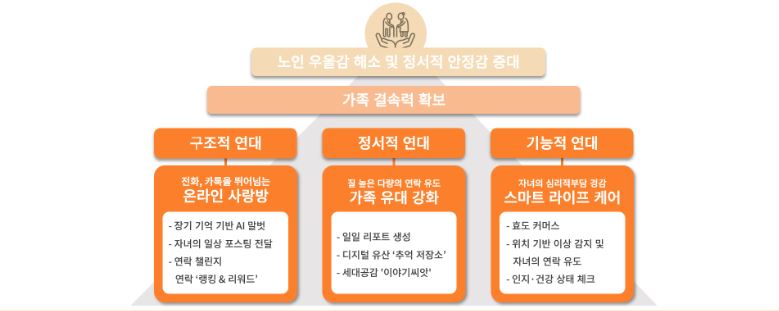 노인 우울감 해소 및 정서적 안정감 증대
가족 결속력 확보
구조적 연대
정서적 연대
기능적 연대
전화, 카톡을 뛰어넘는
온라인 사랑방
- 장기 기억 기반 AI 말벗
- 자녀의 일상 포스팅 전달
- 연락 챌린지
연락 ‘랭킹 & 리워드’
질 높은 다량의 연락 유도
가족 유대 강화
- 일일 리포트 생성
- 디지털 유산 ‘추억 저장소’
- 세대공감 '이야기씨앗'
자녀의 심리적부담 경감
스마트 라이프 케어
- 효도 커머스
- 위치 기반 이상 감지 및
자녀의 연락 유도
- 인지·건강 상태 체크